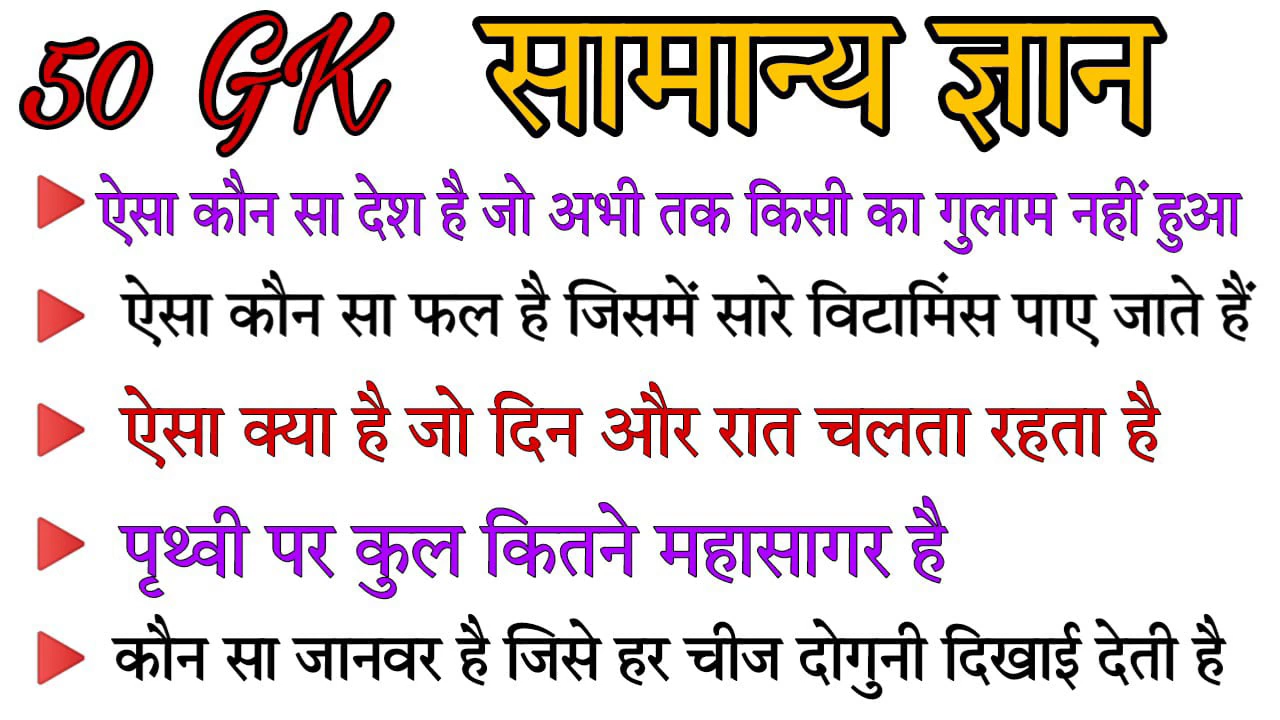 50 GK सामान्य ज्ञान
ऐसा कौन सा देश है जो अभी तक किसी का गुलाम नहीं हुआ
ऐसा कौन सा फल है जिसमें सारे विटामिंस पाए जाते हैं
ऐसा क्या है जो दिन और रात चलता रहता है
पृथ्वी पर कुल कितने महासागर है
कौन सा जानवर है जिसे हर चीज दोगुनी दिखाई देती है